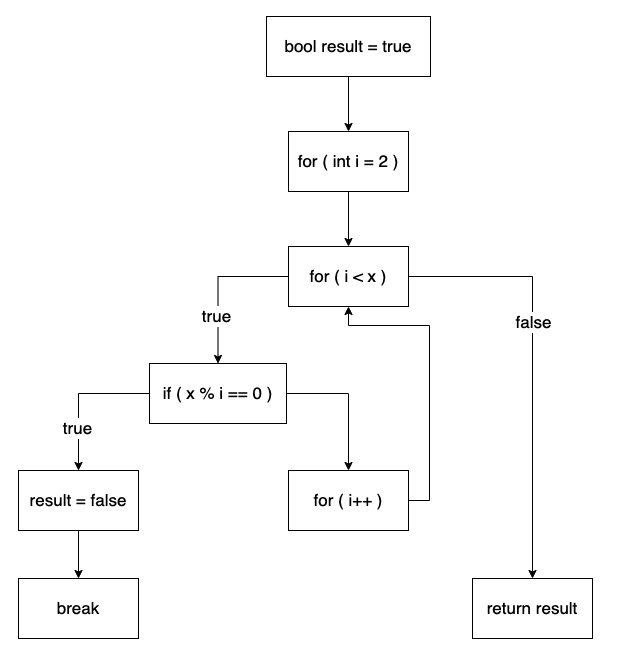 bool result = true
for ( int i = 2 )
for ( i < x )
true
false
if ( x % i == 0 )
true
result = false
for ( i++ )
break
return result